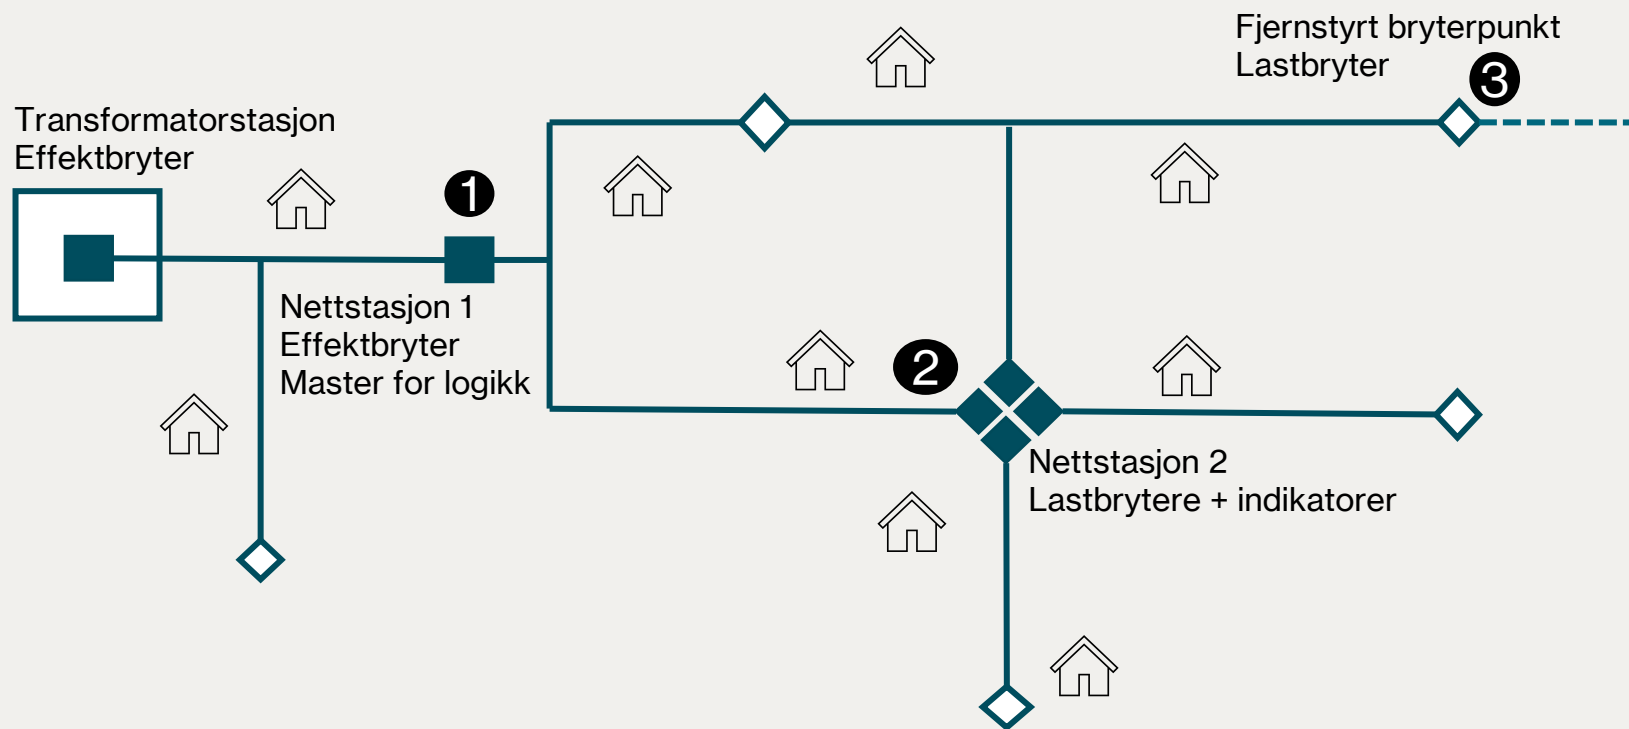 Fjernstyrt bryterpunkt
Lastbryter
3
Transformatorstasjon
Effektbryter
1
Nettstasjon 1
Effektbryter
Master for logikk
2
Nettstasjon 2
Lastbrytere + indikatorer